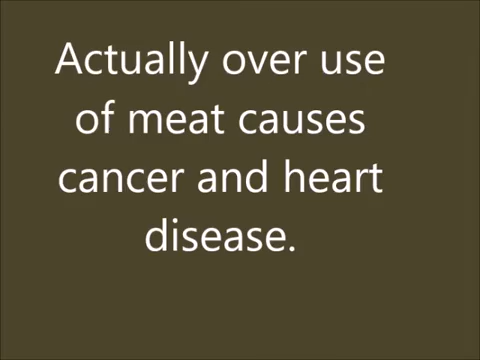 Actually over use
of meat causes
cancer and heart
disease.